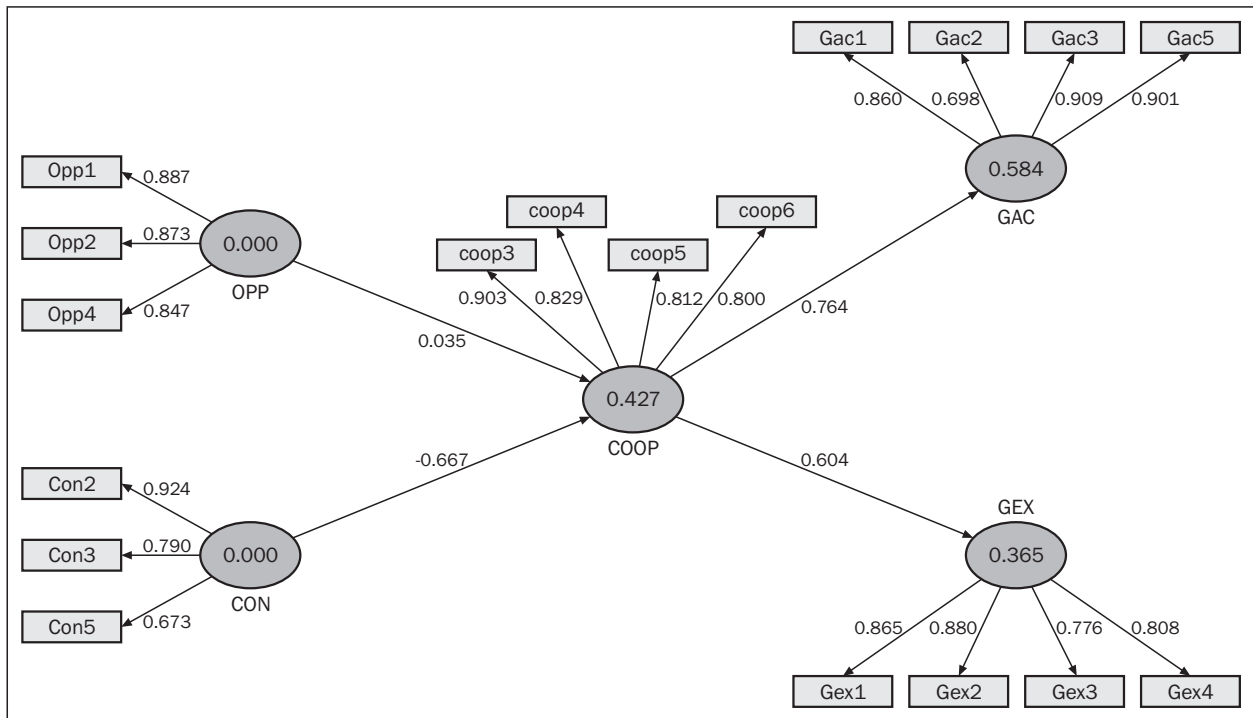 Gac1 Gac2 Gac3 Gac5
0.860 0.698 0.909 0.901
0.584
GAC
Opp1 0.887
Opp2 0.873
Opp4 0.847
0.000
OPP
coop3 coop4 coop5 coop6
0.903 0.829 0.812 0.800
0.035
0.764
0.427
COOP
-0.667
0.604
Con2 0.924
Con3 0.790
Con5 0.673
0.000
CON
GEX
0.365
0.865 0.880 0.776 0.808
Gex1 Gex2 Gex3 Gex4